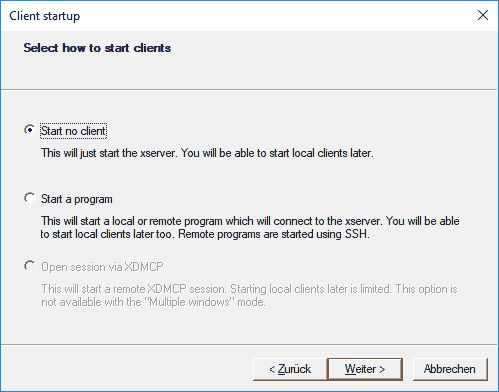 Client startup
Select how to start clients
Start no client
This will just start the xserver. You will be able to start local clients later.
Start a program
This will start a local or remote program which will connect to the xserver. You will be able
to start local clients later too. Remote programs are started using SSH.
Open session via XDMCP
This will start a remote XDMCP session. Starting local clients later is limited. This option is
not available with the "Multiple windows" mode.
< Zurück
Weiter >
Abbrechen